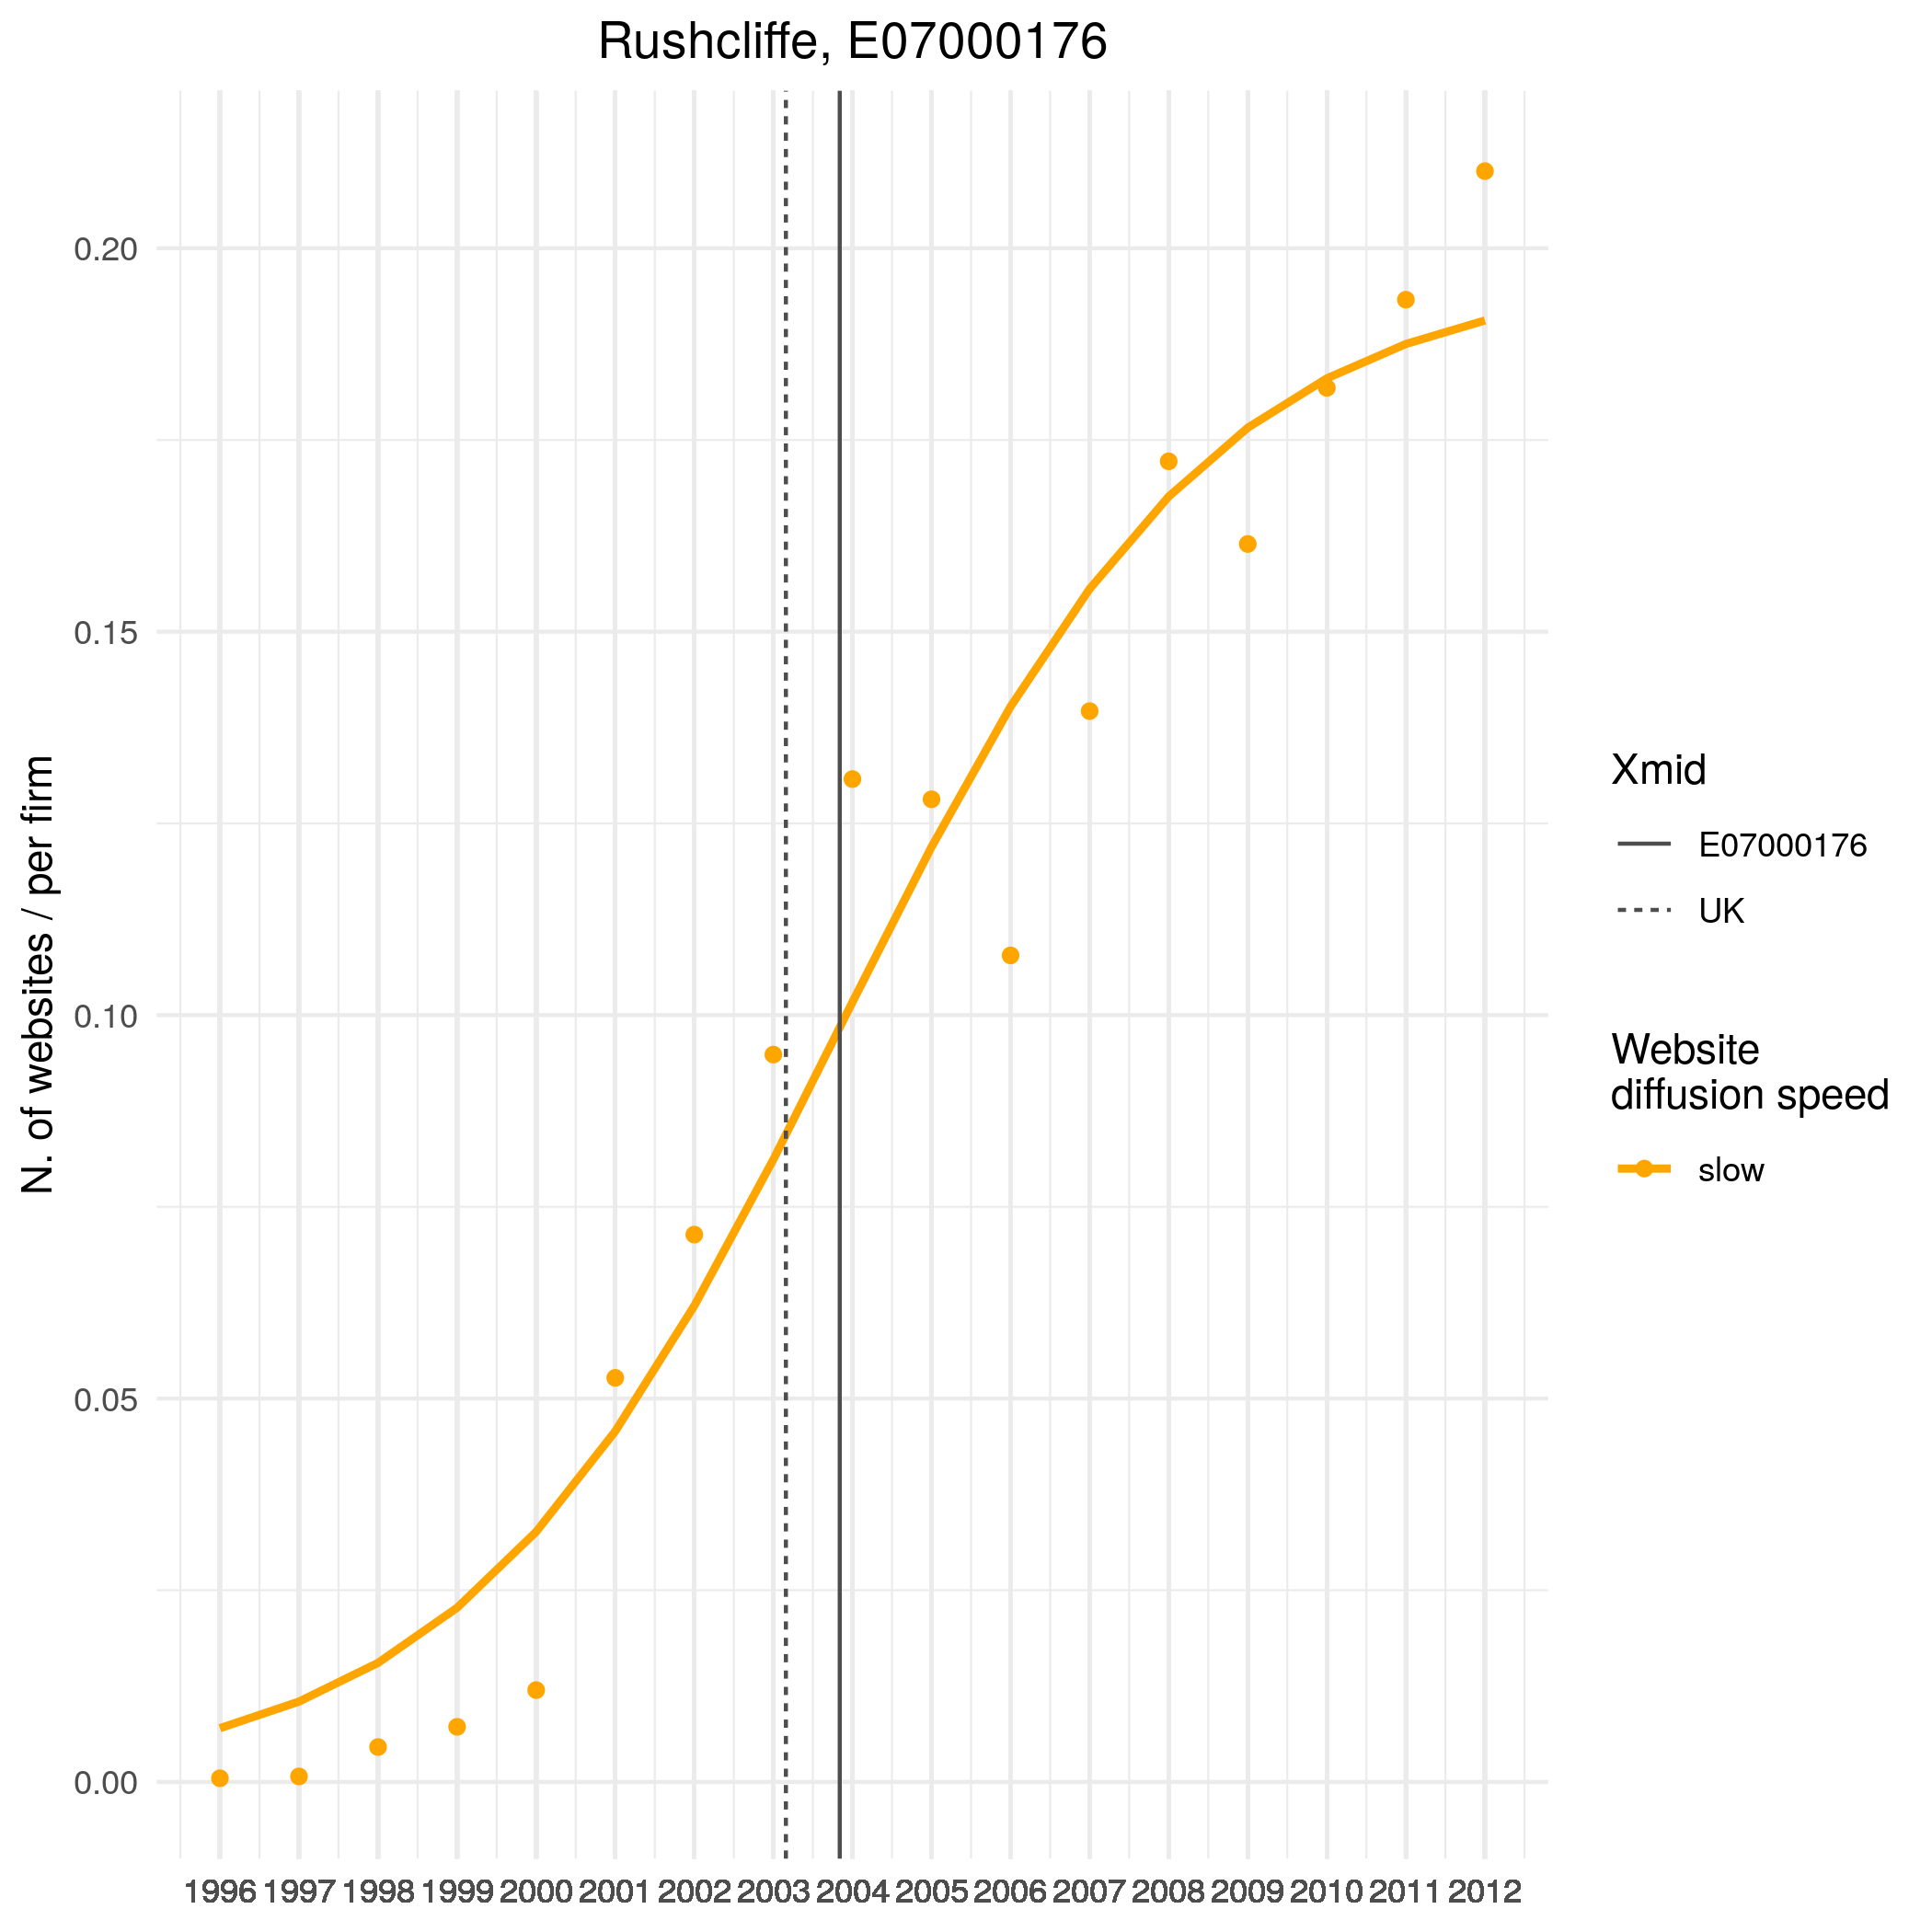 Rushcliffe, E07000176
N. of websites / per firm
0.20
0.15
0.10
0.05
0.00
1996 1997 1998 1999 2000 2001 2002 2003 2004 2005 2006 2007 2008 2009 2010 2011 2012
Xmid
E07000176
UK
Website
diffusion speed
slow